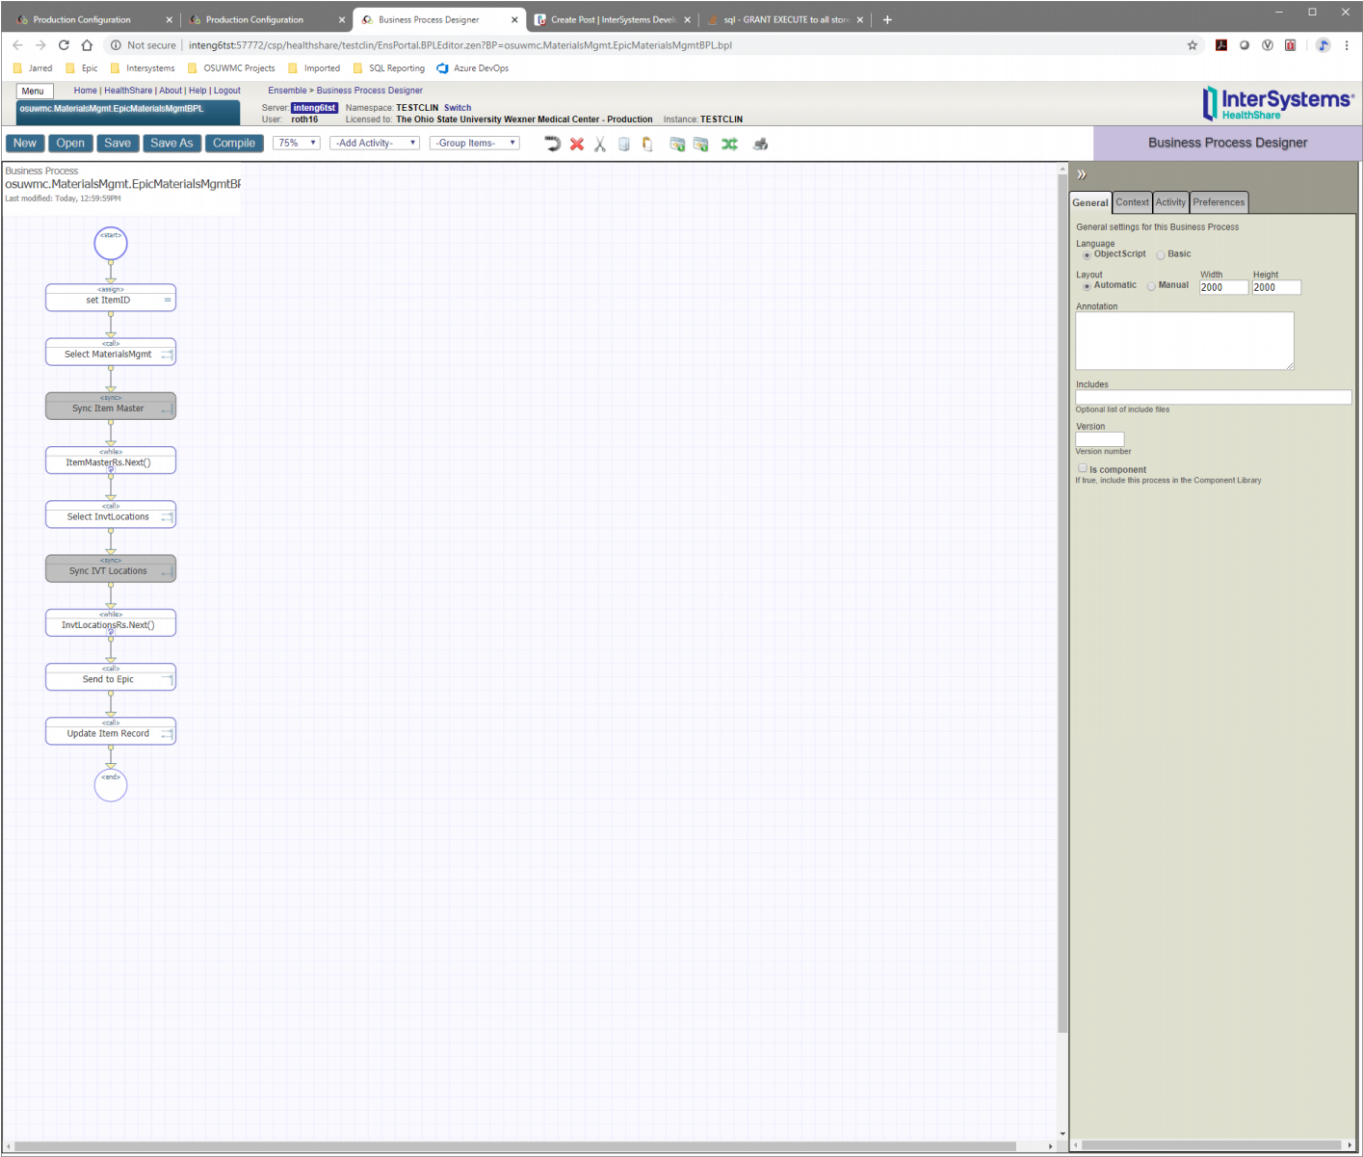 Production Configuration
Production Configuration
Business Process Designer
Create Post | InterSystems Devel
sql - GRANT EXECUTE to all store
Not secure | inteng6tst:57772/csp/healthshare/testclin/EnsPortal.BPLEditor.zen?BP=osuwmc.MaterialsMgmt.EpicMaterialsMgmtBPL.bpl
Jarred Epic Intersystems OSUWMC Projects Imported SQL Reporting Azure DevOps
Menu Home | HealthShare | About | Help | Logout Ensemble > Business Process Designer
osuwmc.MaterialsMgmt.EpicMaterialsMgmtBPL
Server: inteng6tst Namespace: TESTCLIN Switch
User: roth16 Licensed to: The Ohio State University Wexner Medical Center - Production Instance: TESTCLIN
InterSystems
HealthShare
New Open Save Save As Compile 75% -Add Activity- -Group Items-
Business Process Designer
Business Process
osuwmc.MaterialsMgmt.EpicMaterialsMgmtBP
Last modified: Today, 12:59:59PM
<start>
<assign>
set ItemID
<call>
Select MaterialsMgmt
<sync>
Sync Item Master
<while>
ItemMasterRs.Next()
<call>
Select InvtLocations
<sync>
Sync IVT Locations
<while>
InvtLocationsRs.Next()
<call>
Send to Epic
<call>
Update Item Record
<end>
General Context Activity Preferences
General settings for this Business Process
Language
ObjectScript Basic
Layout Width Height
Automatic Manual 2000 2000
Annotation
Includes
Optional list of include files
Version
Version number
Is component
If true, include this process in the Component Library